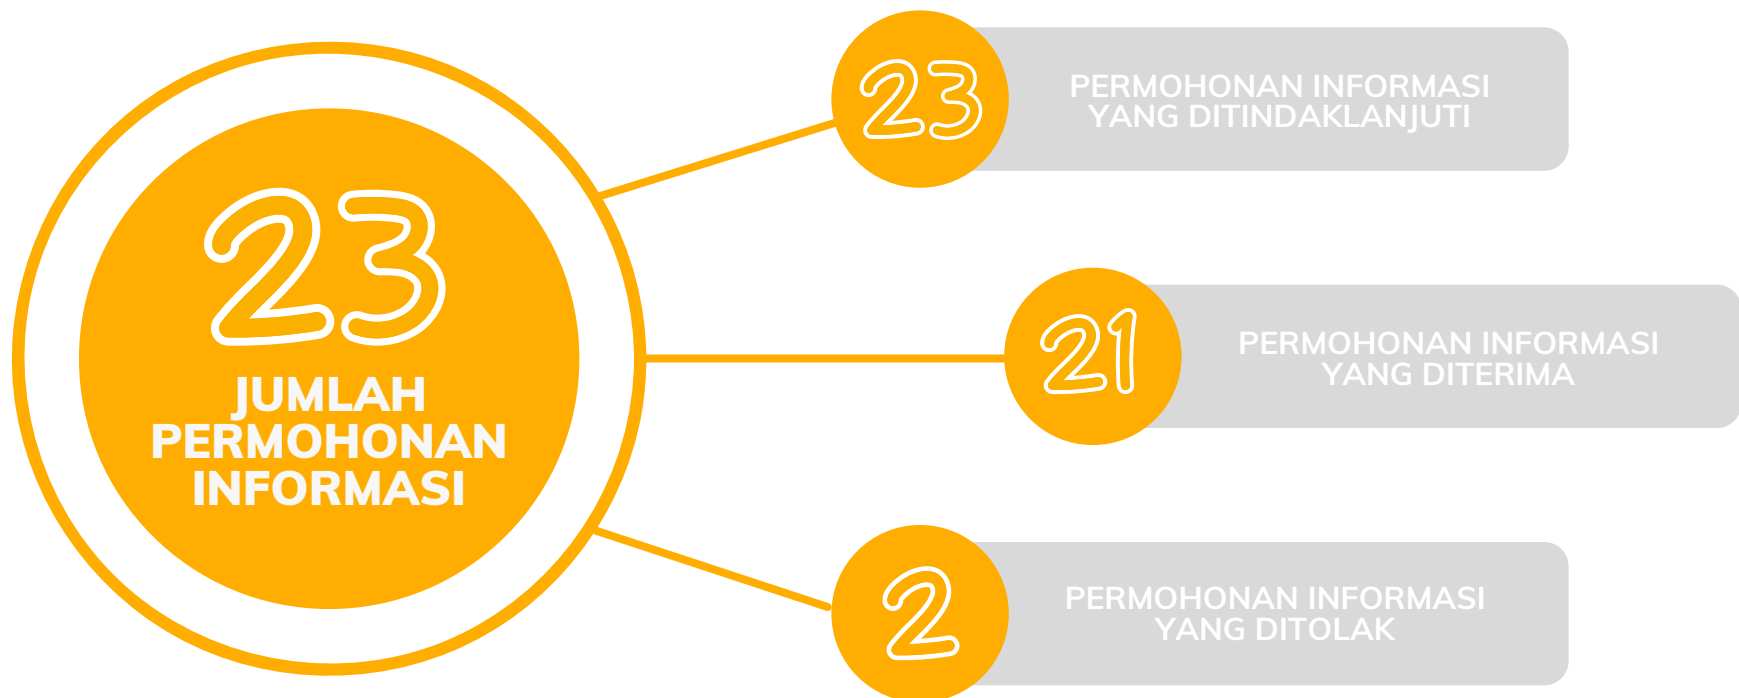 23
JUMLAH
PERMOHONAN
INFORMASI
23
PERMOHONAN INFORMASI
YANG DITINDAKLANJUTI
21
PERMOHONAN INFORMASI
YANG DITERIMA
2
PERMOHONAN INFORMASI
YANG DITOLAK